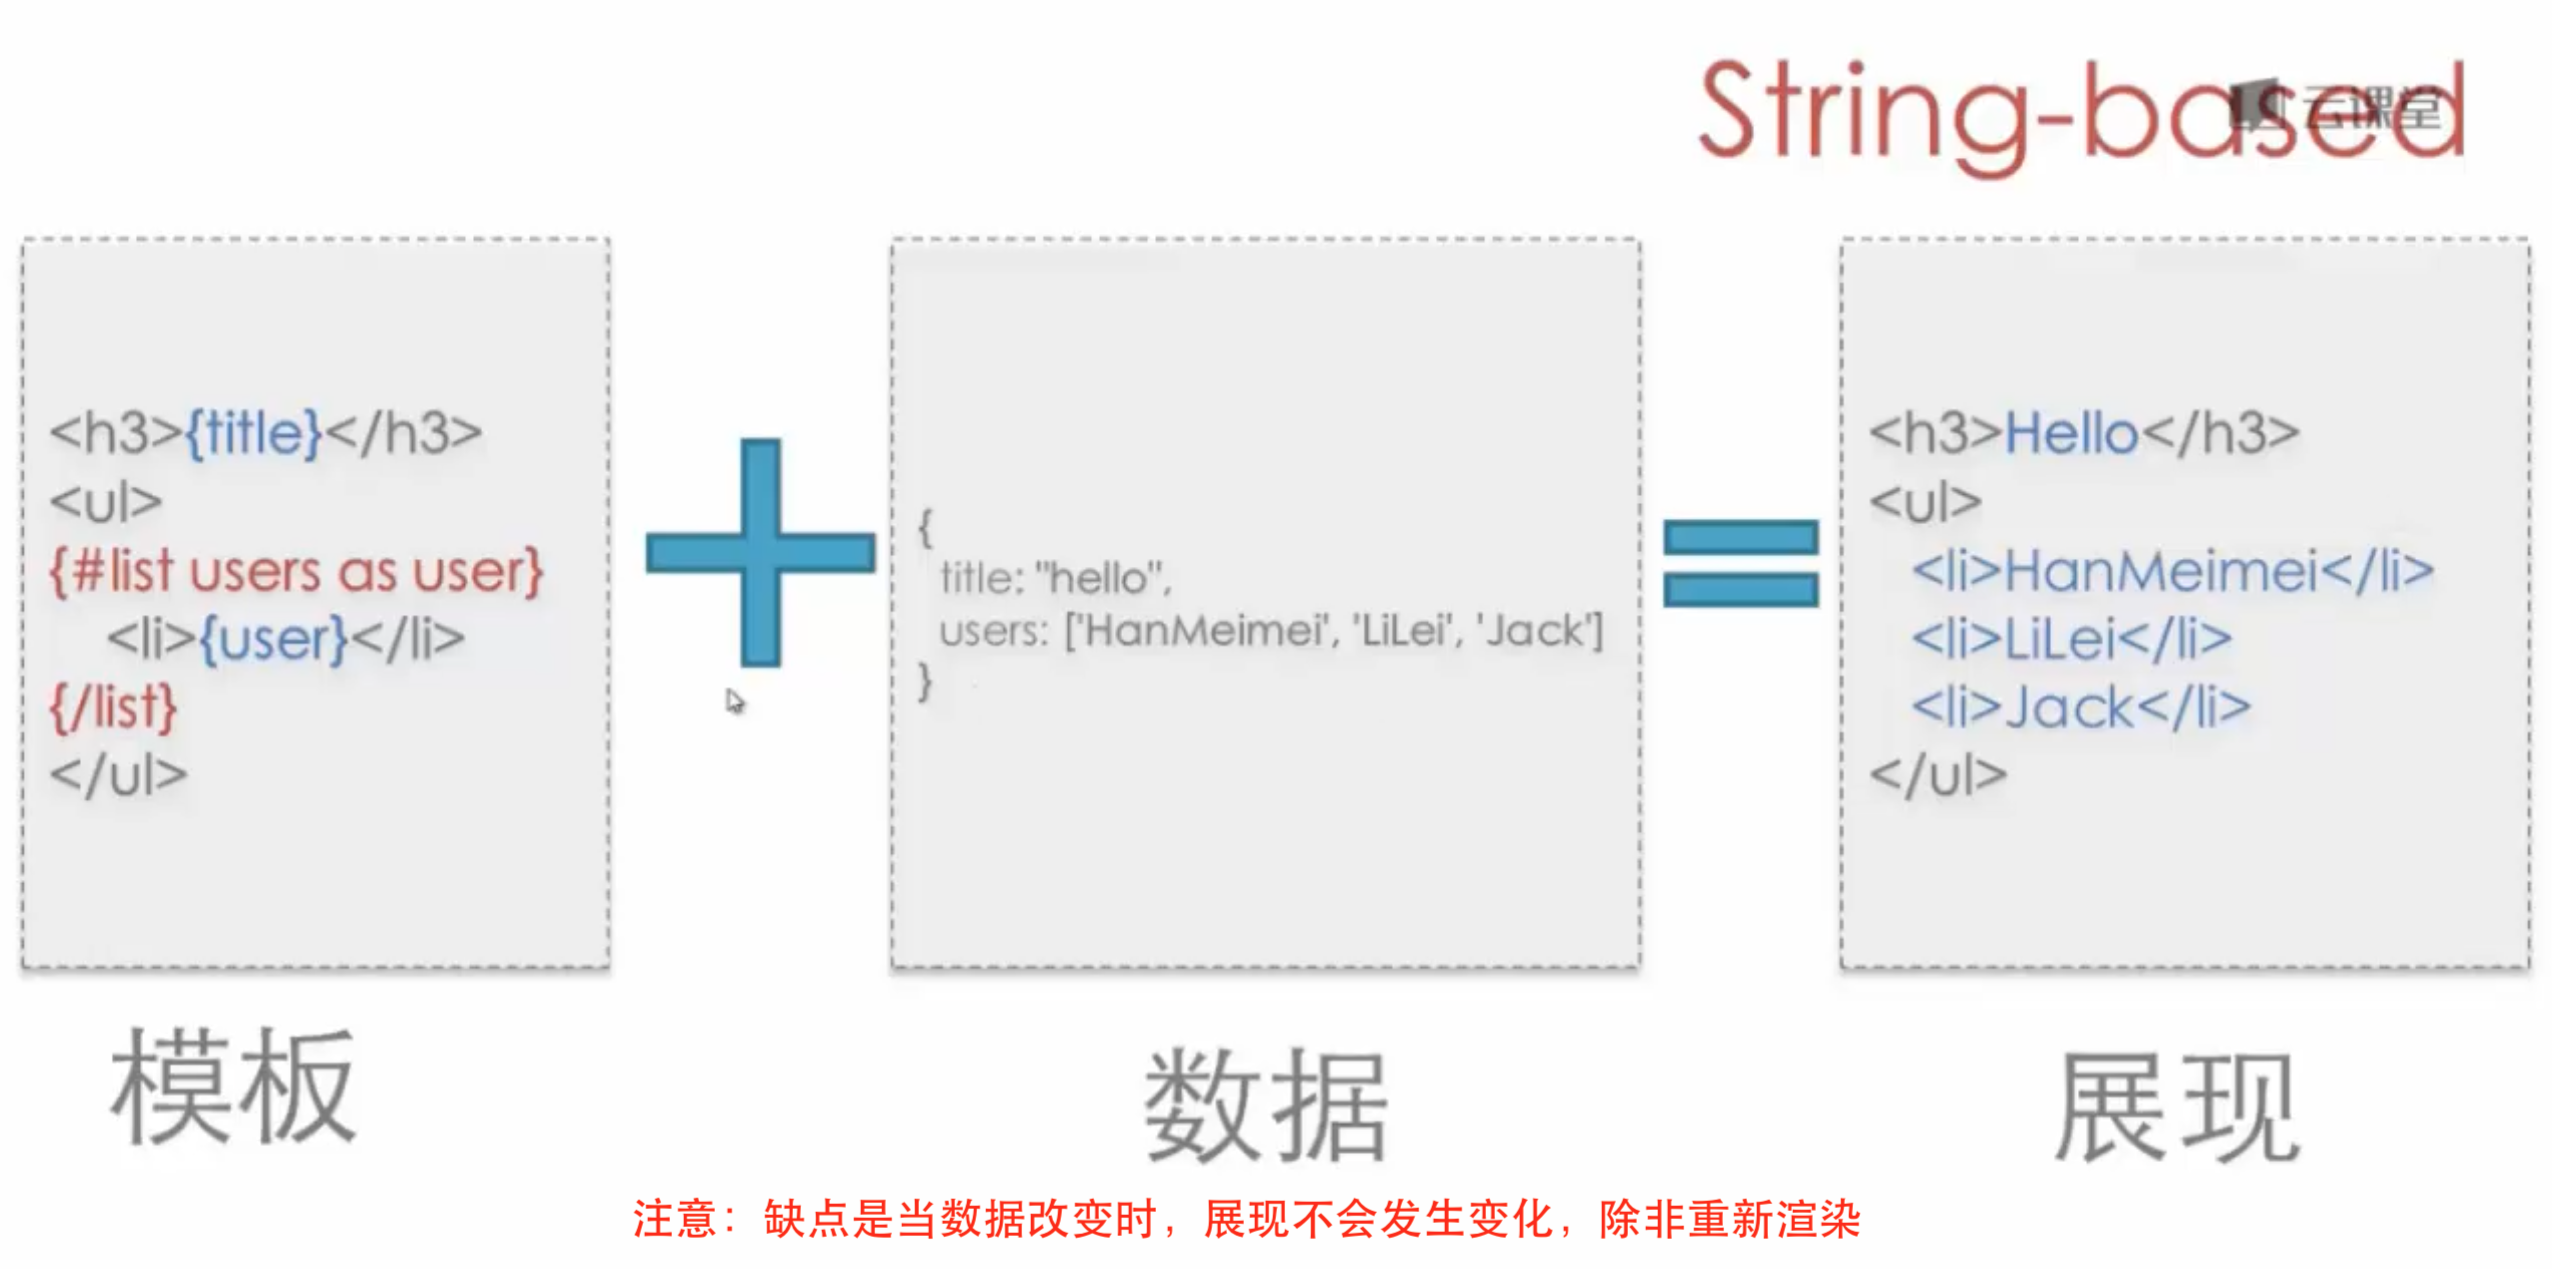 String-based
云课堂
<h3>{title}</h3>
<ul>
{#list users as user}
<li>{user}</li>
{/list}
</ul>
{
title: "hello",
users: ['HanMeimei', 'LiLei', 'Jack']
}
<h3>Hello</h3>
<ul>
<li>HanMeimei</li>
<li>LiLei</li>
<li>Jack</li>
</ul>
模板
数据
展现
注意：缺点是当数据改变时，展现不会发生变化，除非重新渲染